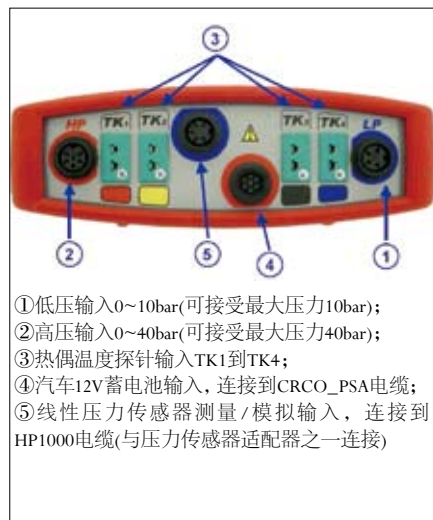 ③
HP
TK1
TK2
TK3
TK4
LP
②
⑤
④
①
①低压输入0~10bar(可接受最大压力10bar);
②高压输入0~40bar(可接受最大压力40bar);
③热偶温度探针输入TK1到TK4;
④汽车12V蓄电池输入, 连接到CRCO_PSA电缆;
⑤线性压力传感器测量/模拟输入，连接到
HP1000电缆(与压力传感器适配器之一连接)